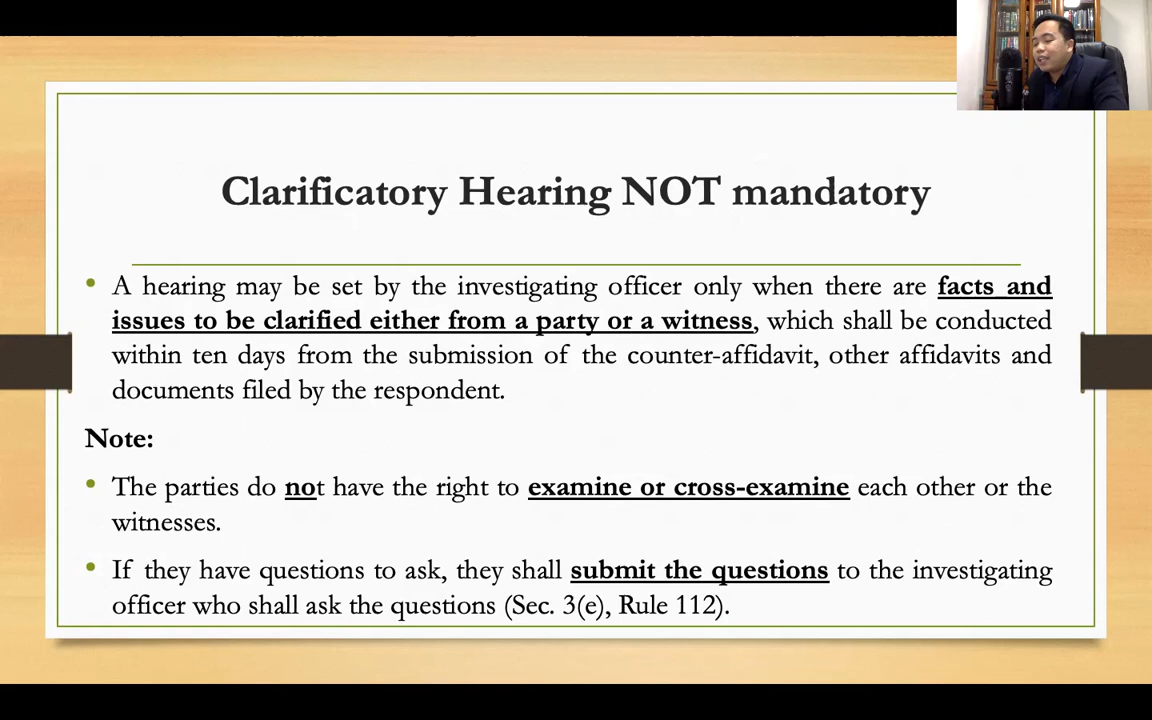 Clarificatory Hearing NOT mandatory
• A hearing may be set by the investigating officer only when there are facts and
issues to be clarified either from a party or a witness, which shall be conducted
within ten days from the submission of the counter-affidavit, other affidavits and
documents filed by the respondent.
Note:
• The parties do not have the right to examine or cross-examine each other or the
witnesses.
• If they have questions to ask, they shall submit the questions to the investigating
officer who shall ask the questions (Sec. 3(e), Rule 112).